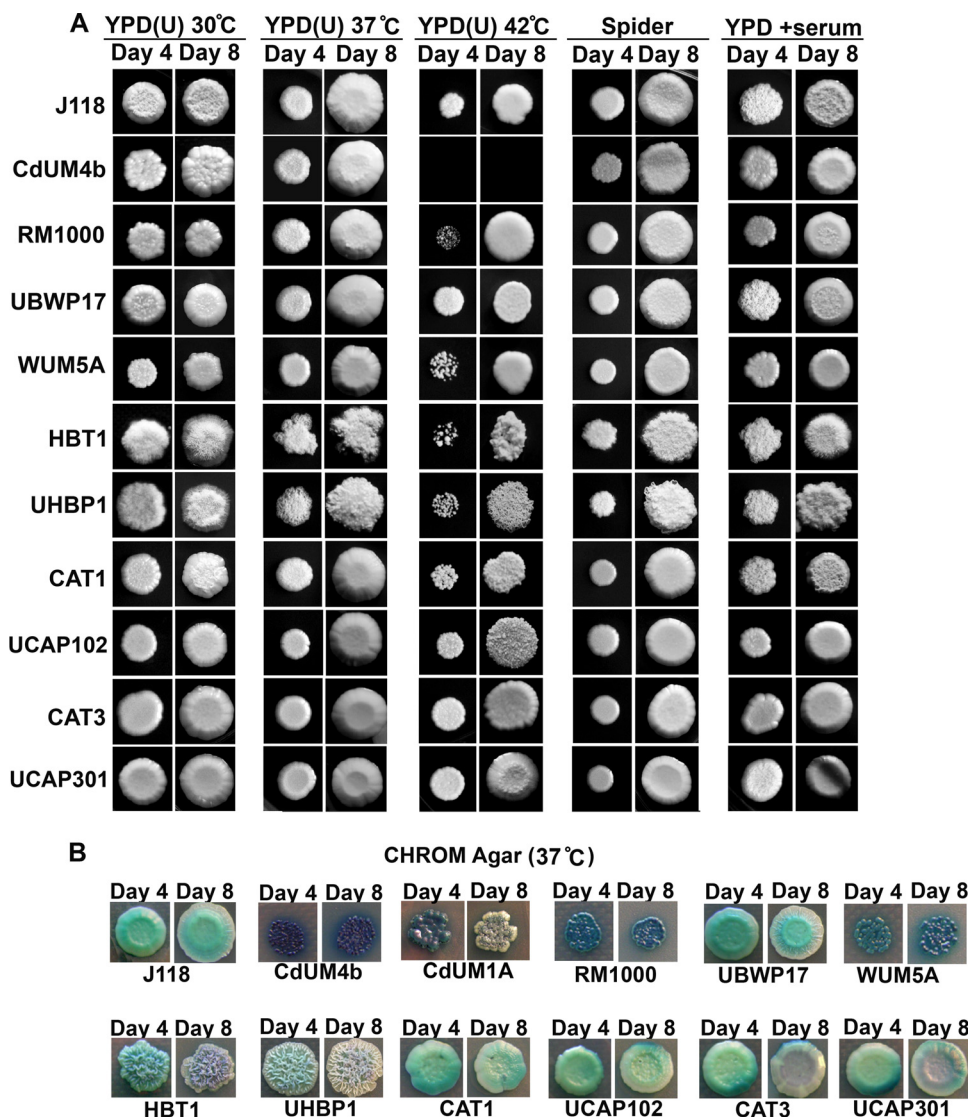 A
YPD(U) 30°C YPD(U) 37°C YPD(U) 42°C Spider YPD +serum
Day 4 Day 8 Day 4 Day 8 Day 4 Day 8 Day 4 Day 8 Day 4 Day 8
J118
CdUM4b
RM1000
UBWP17
WUM5A
HBT1
UHBP1
CAT1
UCAP102
CAT3
UCAP301
B
CHROM Agar (37°C)
Day 4 Day 8 Day 4 Day 8 Day 4 Day 8 Day 4 Day 8 Day 4 Day 8 Day 4 Day 8
J118 CdUM4b CdUM1A RM1000 UBWP17 WUM5A
Day 4 Day 8 Day 4 Day 8 Day 4 Day 8 Day 4 Day 8 Day 4 Day 8 Day 4 Day 8
HBT1 UHBP1 CAT1 UCAP102 CAT3 UCAP301